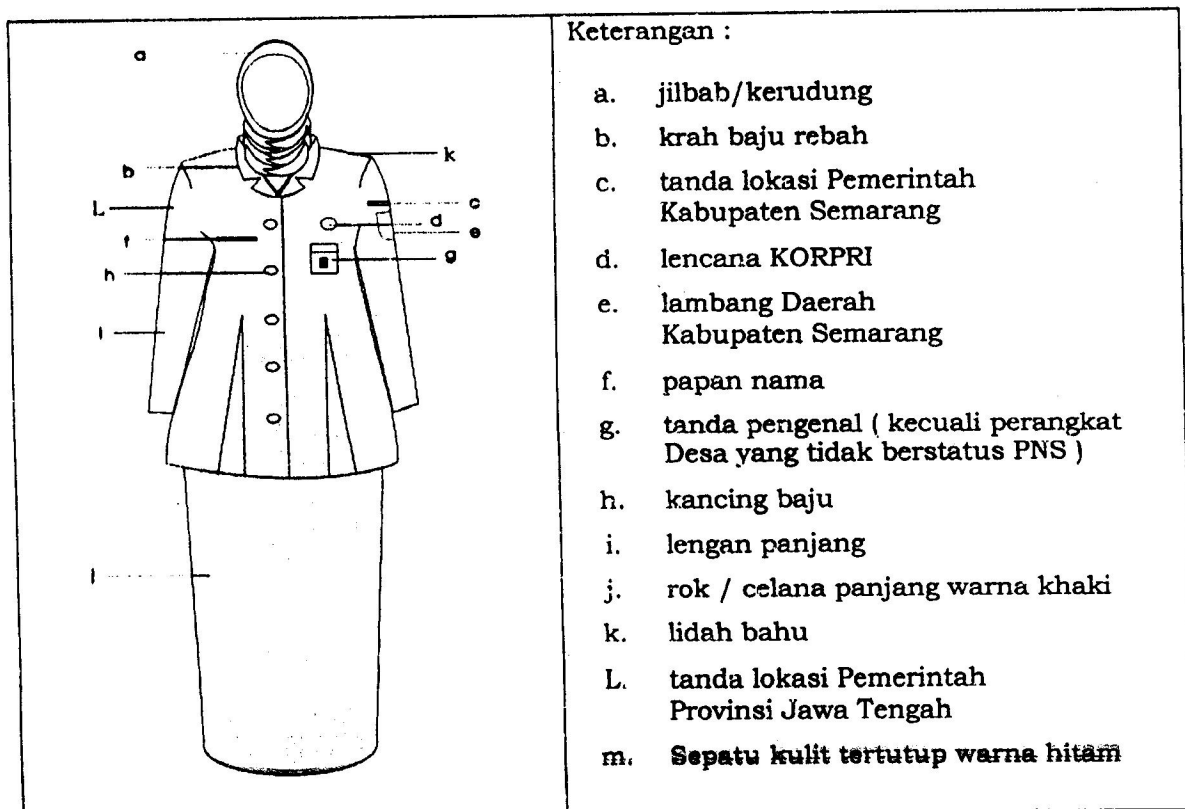 a
b
L
f
h
i
j
k
c
d
e
g
Keterangan :
a. jilbab/kerudung
b. krah baju rebah
c. tanda lokasi Pemerintah
Kabupaten Semarang
d. lencana KORPRI
e. lambang Daerah
Kabupaten Semarang
f. papan nama
g. tanda pengenal ( kecuali perangkat
Desa yang tidak berstatus PNS )
h. kancing baju
i. lengan panjang
j. rok / celana panjang warna khaki
k. lidah bahu
L. tanda lokasi Pemerintah
Provinsi Jawa Tengah
m. Sepatu kulit tertutup warna hitam